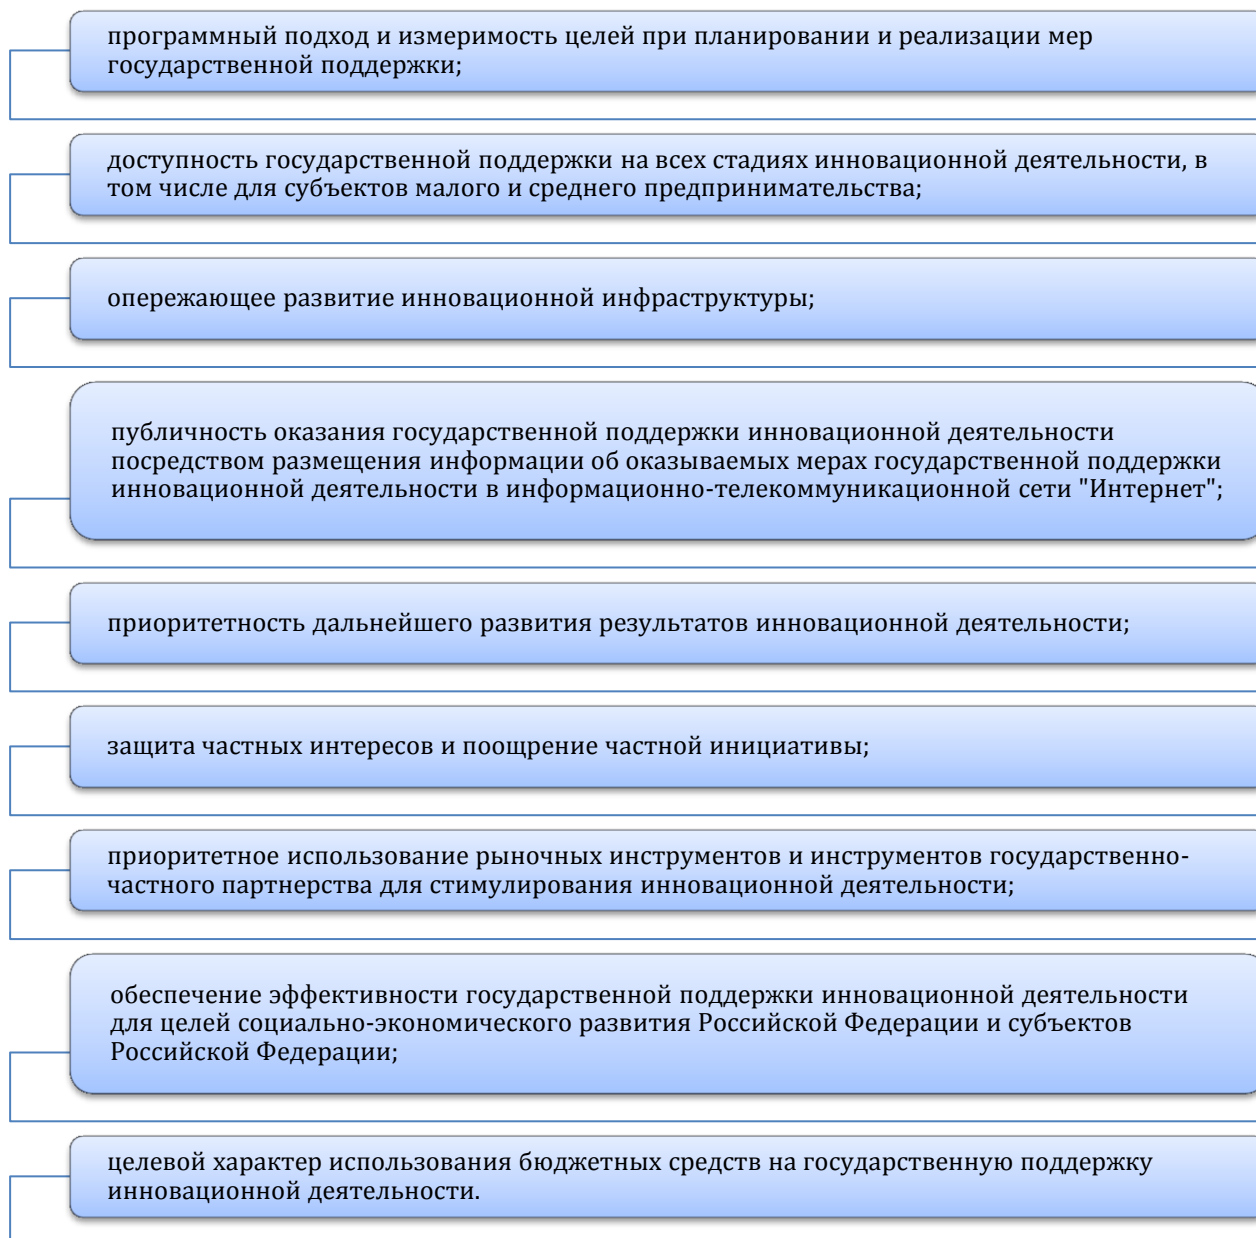 программный подход и измеримость целей при планировании и реализации мер
государственной поддержки;
доступность государственной поддержки на всех стадиях инновационной деятельности, в
том числе для субъектов малого и среднего предпринимательства;
опережающее развитие инновационной инфраструктуры;
публичность оказания государственной поддержки инновационной деятельности
посредством размещения информации об оказываемых мерах государственной поддержки
инновационной деятельности в информационно-телекоммуникационной сети "Интернет";
приоритетность дальнейшего развития результатов инновационной деятельности;
защита частных интересов и поощрение частной инициативы;
приоритетное использование рыночных инструментов и инструментов государственно-
частного партнерства для стимулирования инновационной деятельности;
обеспечение эффективности государственной поддержки инновационной деятельности
для целей социально-экономического развития Российской Федерации и субъектов
Российской Федерации;
целевой характер использования бюджетных средств на государственную поддержку
инновационной деятельности.